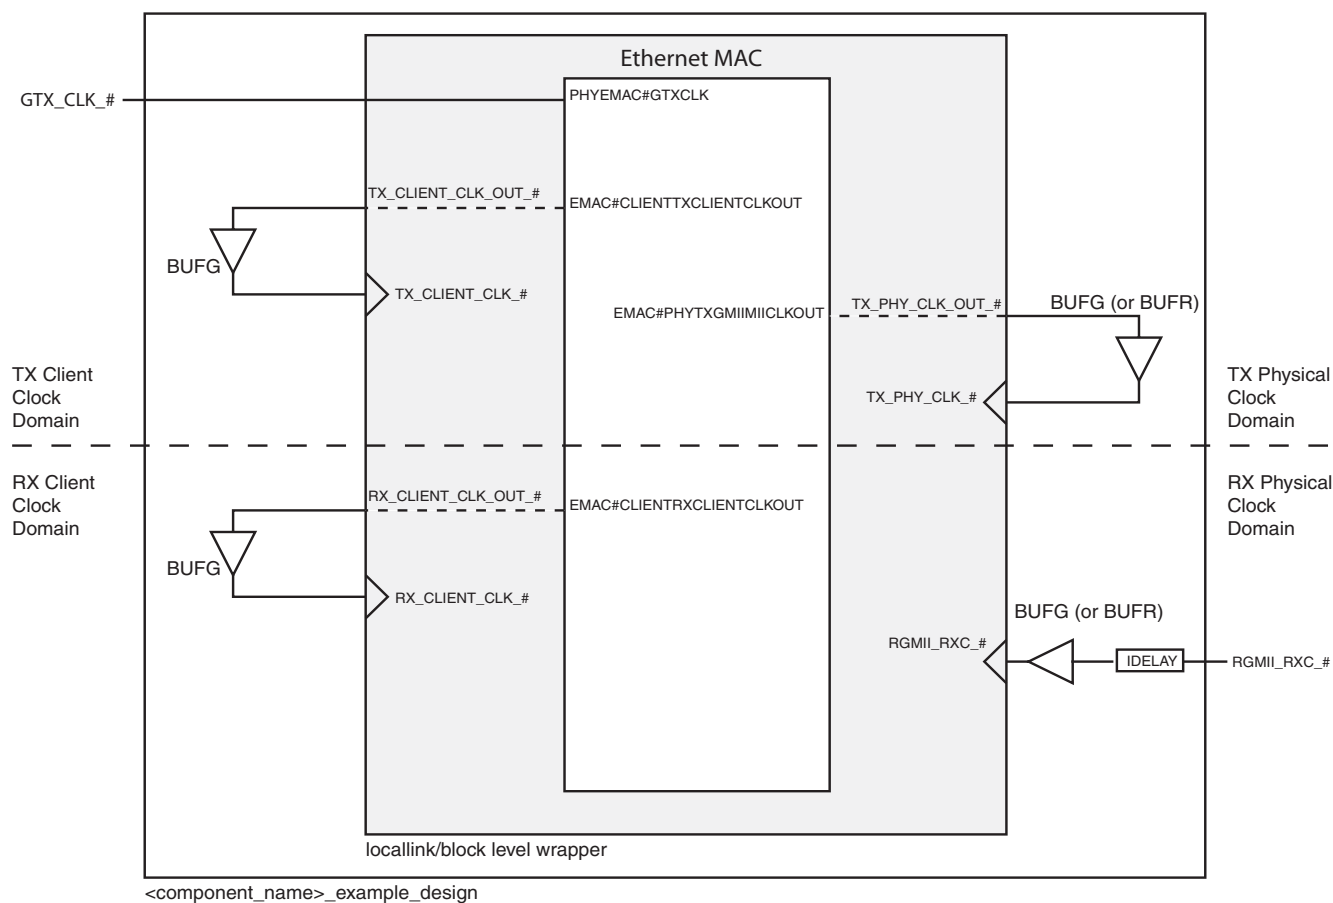 Ethernet MAC
GTX_CLK_#
PHYEMAC#GTXCLK
TX_CLIENT_CLK_OUT_#
EMAC#CLIENTTXCLIENTCLKOUT
BUFG
TX_CLIENT_CLK_#
EMAC#PHYTXGMIIMIICLKOUT
TX_PHY_CLK_OUT_#
BUFG (or BUFR)
TX_PHY_CLK_#
TX Client
Clock
Domain
TX Physical
Clock
Domain
RX Client
Clock
Domain
RX Physical
Clock
Domain
RX_CLIENT_CLK_OUT_#
EMAC#CLIENTRXCLIENTCLKOUT
BUFG
RX_CLIENT_CLK_#
BUFG (or BUFR)
RGMII_RXC_#
IDELAY
RGMII_RXC_#
locallink/block level wrapper
<component_name>_example_design